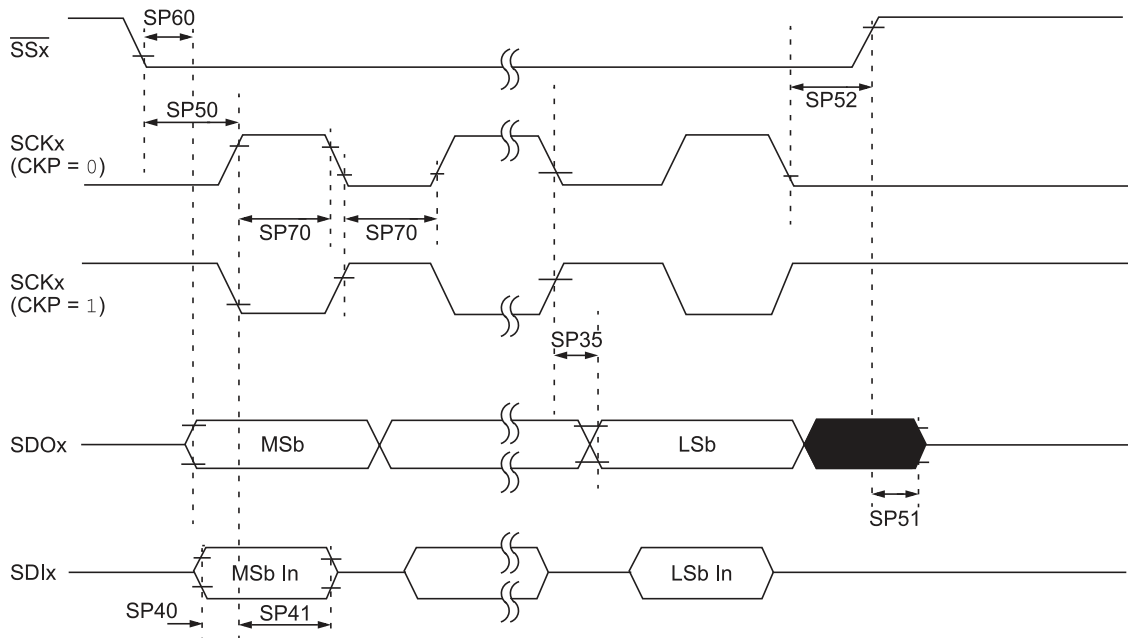 SP60
SSx
SP52
SP50
SCKx
(CKP = 0)
SP70
SP70
SCKx
(CKP = 1)
SP35
SDOx
MSb
LSb
SP51
SDIx
MSb In
LSb In
SP40
SP41